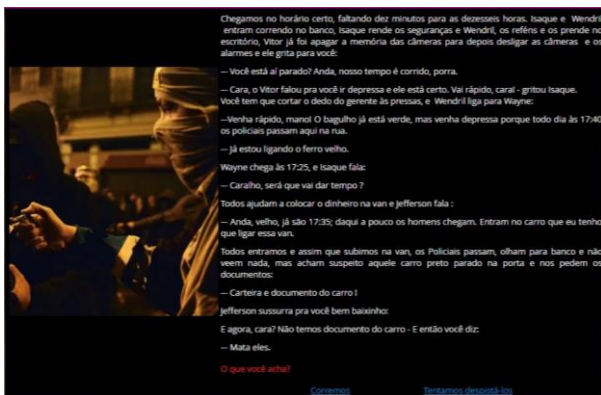 Chegamos no horário certo, faltando dez minutos para as dezesseis horas. Isaque e Wendril
entram correndo no banco, Isaque rende os seguranças e Wendril, os reféns e os prende no
escritório, Vitor já foi apagar a memória das câmeras para depois desligar as câmeras e os
alarmes e ele grita para você:
— Você está aí parado? Anda, nosso tempo é corrido, porra.
— Cara, o Vitor falou pra você ir depressa e ele está certo. Vai rápido, cara! - gritou Isaque.
Você tem que cortar o dedo do gerente às pressas, e Wendril liga para Wayne:
—Venha rápido, mano! O bagulho já está verde, mas venha depressa porque todo dia às 17:40
os policiais passam aqui na rua.
— Já estou ligando o ferro velho.
Wayne chega às 17:25, e Isaque fala:
— Caralho, será que vai dar tempo ?
Todos ajudam a colocar o dinheiro na van e Jefferson fala :
— Anda, velho, já são 17:35; daqui a pouco os homens chegam. Entram no carro que eu tenho
que ligar essa van.
Todos entramos e assim que subimos na van, os Policiais passam, olham para banco e não
veem nada, mas acham suspeito aquele carro preto parado na porta e nos pedem os
documentos:
— Carteira e documento do carro !
Jefferson sussurra pra você bem baixinho:
E agora, cara? Não temos documento do carro - E então você diz:
— Mata eles.
O que você acha?
Corremos Tentamos despistá-los